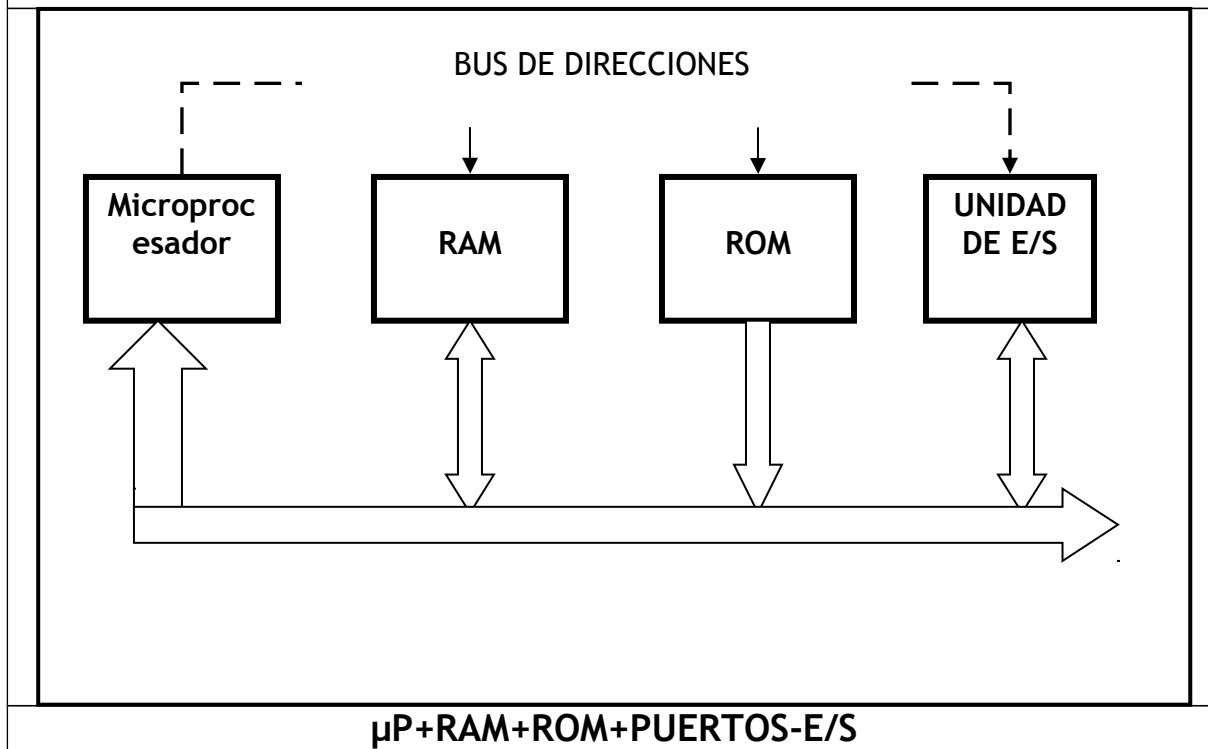 BUS DE DIRECCIONES
Microproc
esador
RAM
ROM
UNIDAD
DE E/S
µP+RAM+ROM+PUERTOS-E/S